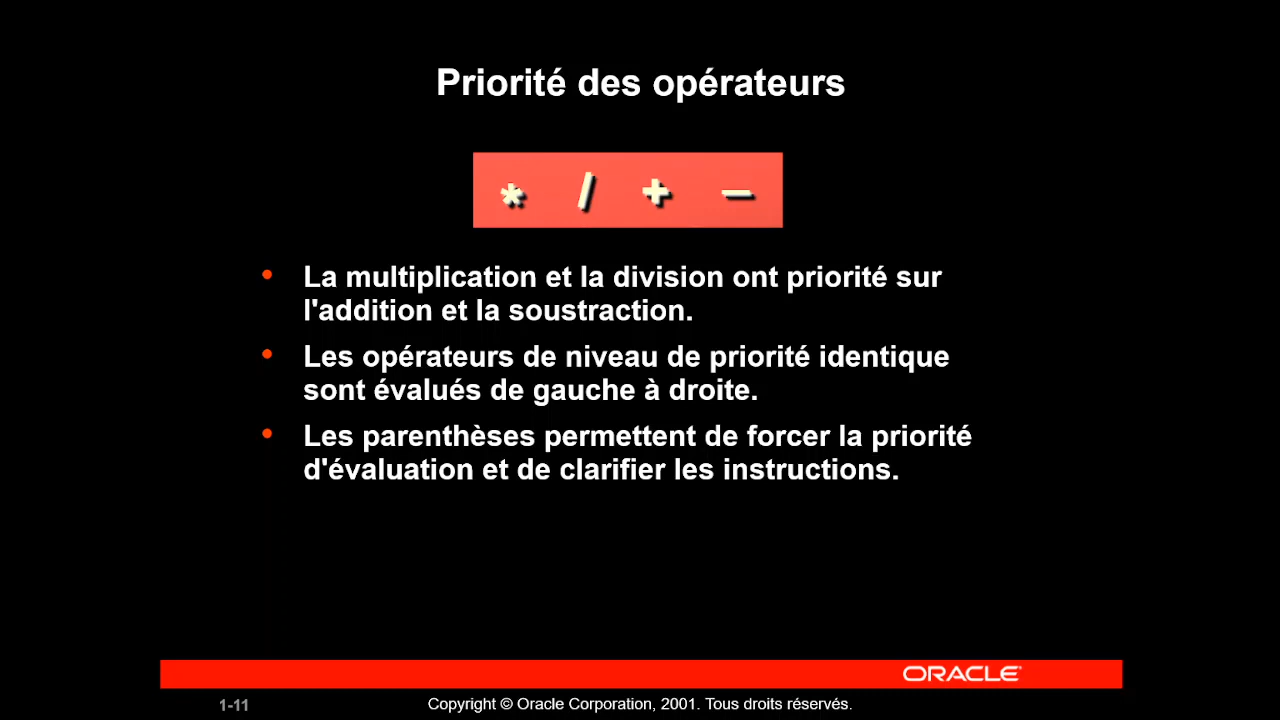 Priorité des opérateurs
* / + –
• La multiplication et la division ont priorité sur
l'addition et la soustraction.
• Les opérateurs de niveau de priorité identique
sont évalués de gauche à droite.
• Les parenthèses permettent de forcer la priorité
d'évaluation et de clarifier les instructions.
ORACLE
1-11 Copyright © Oracle Corporation, 2001. Tous droits réservés.